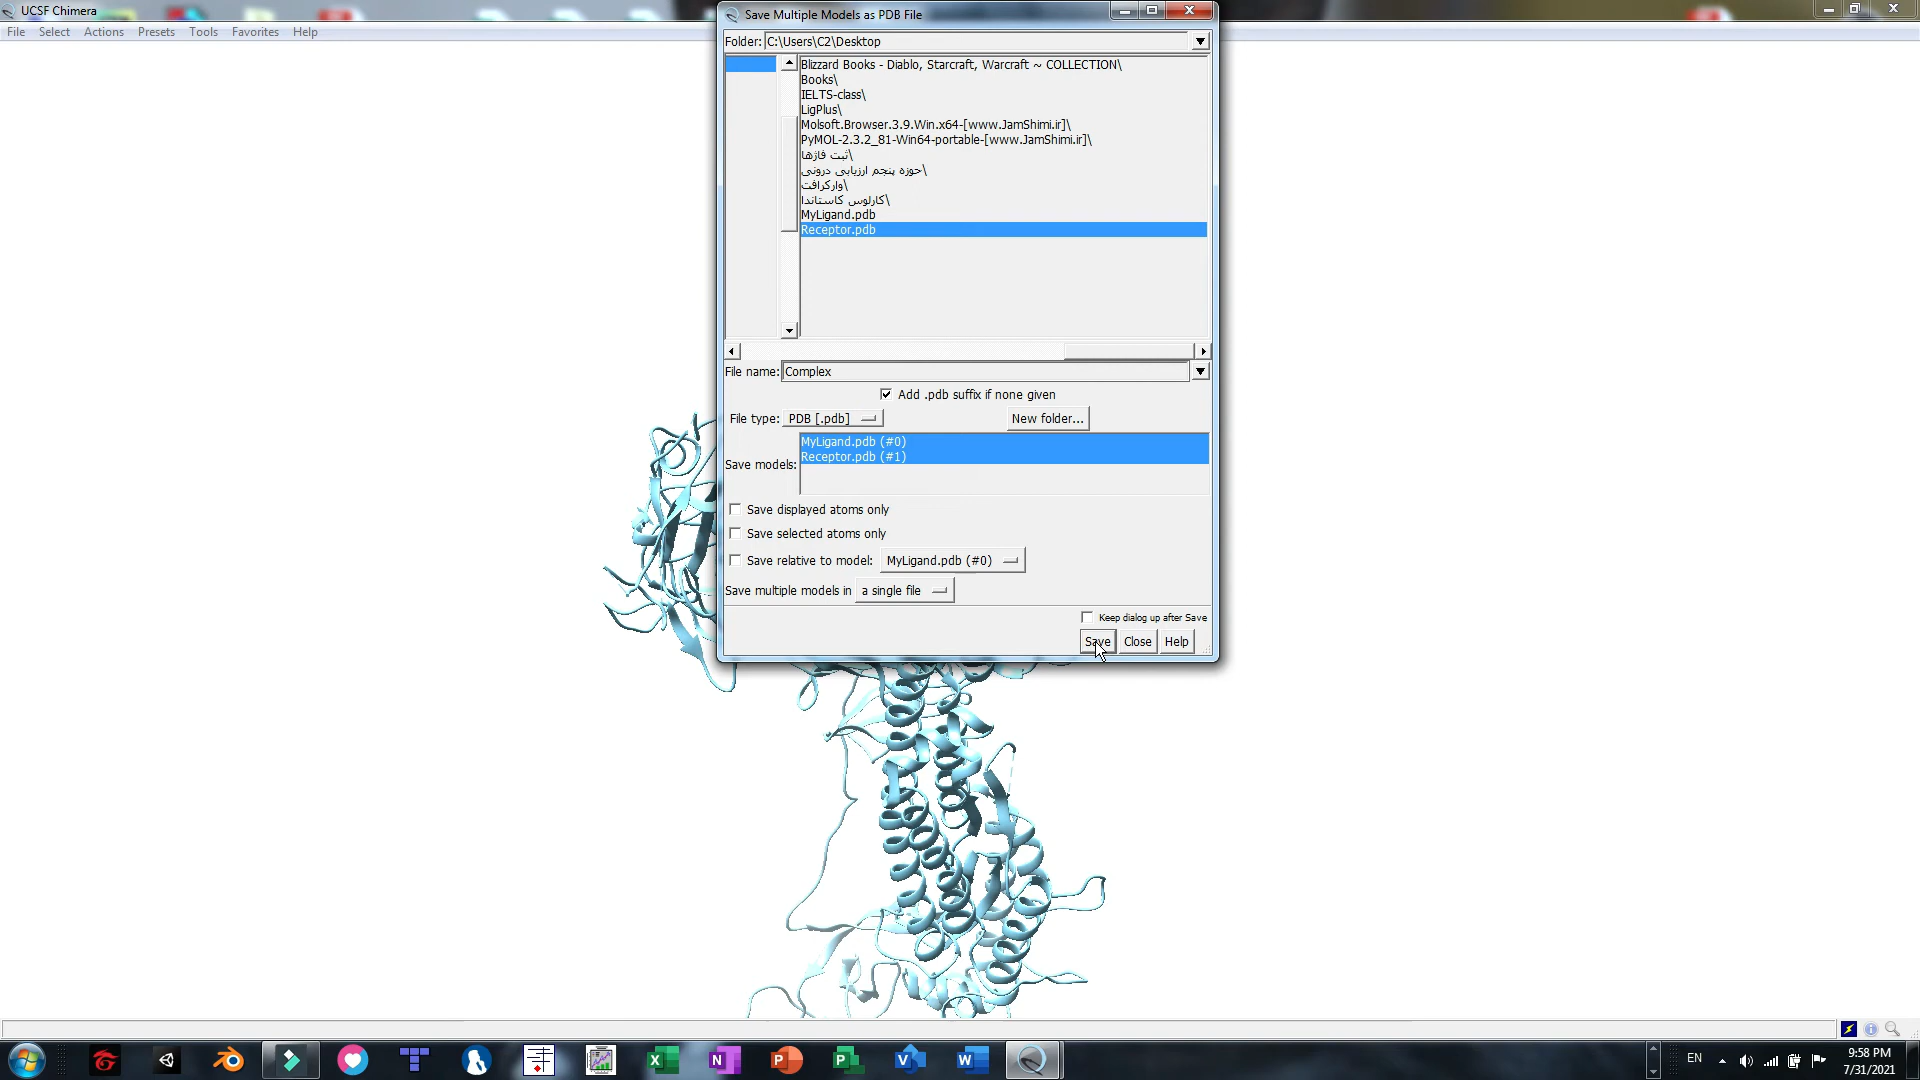 UCSF Chimera
File Select Actions Presets Tools Favorites Help
Save Multiple Models as PDB File
Folder: C:\Users\C2\Desktop
Blizzard Books - Diablo, Starcraft, Warcraft ~ COLLECTION\
Books\
IELTS-class\
LigPlus\
Molsoft.Browser.3.9.Win.x64-[www.JamShimi.ir]\
PyMOL-2.3.2_81-Win64-portable-[www.JamShimi.ir]\
ثبت فاژها\
حوزه پنجم ارزیابی درونی\
وارکرافت\
کارلوس کاستاندا\
MyLigand.pdb
Receptor.pdb
File name: Complex
Add .pdb suffix if none given
File type: PDB [.pdb] New folder...
MyLigand.pdb (#0)
Receptor.pdb (#1)
Save models:
Save displayed atoms only
Save selected atoms only
Save relative to model: MyLigand.pdb (#0)
Save multiple models in a single file
Keep dialog up after Save
Save Close Help
EN
9:58 PM
7/31/2021